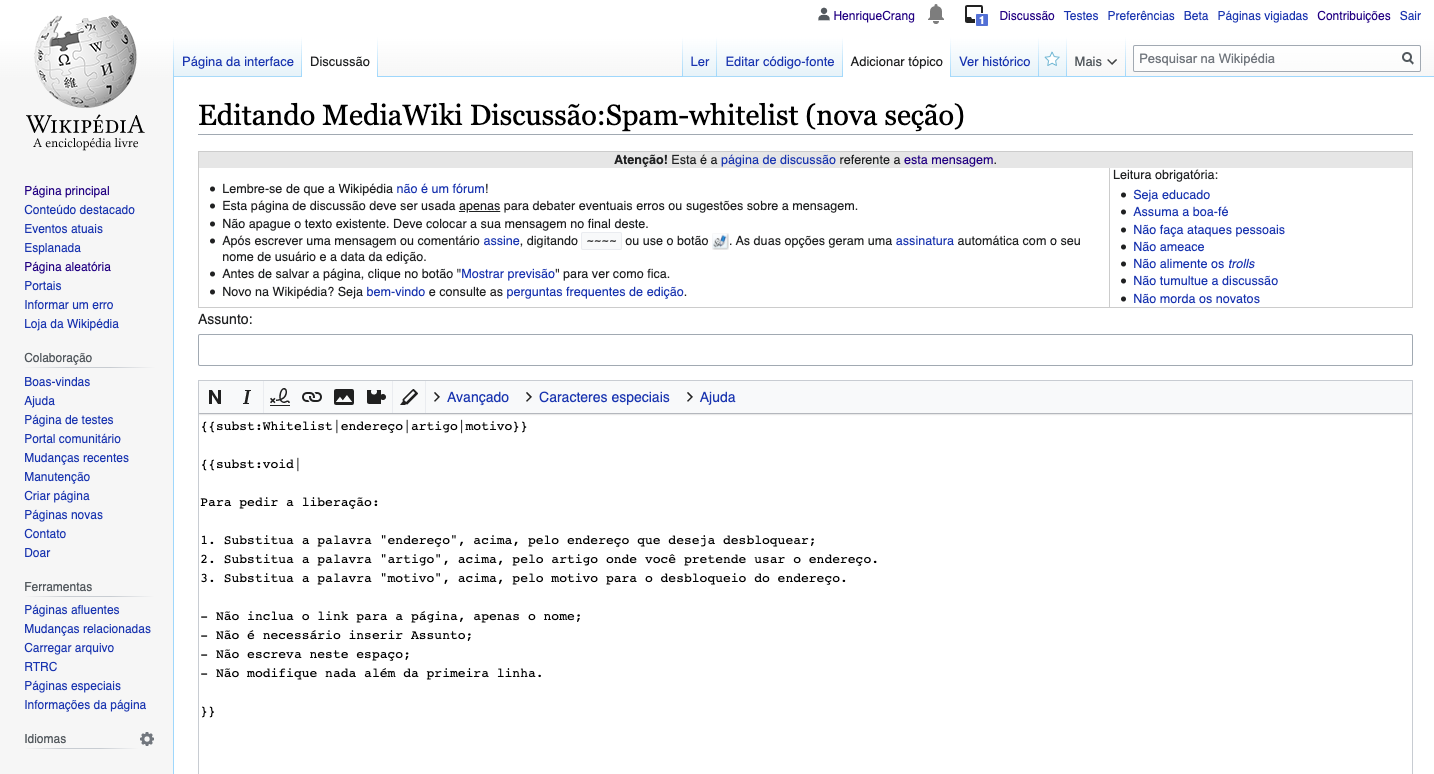 HenriqueCrang 1 Discussão Testes Preferências Beta Páginas vigiadas Contribuições Sair
Página da interface Discussão Ler Editar código-fonte Adicionar tópico Ver histórico Mais Pesquisar na Wikipédia
WIKIPÉDIA
A enciclopédia livre
Página principal
Conteúdo destacado
Eventos atuais
Esplanada
Página aleatória
Portais
Informar um erro
Loja da Wikipédia
Colaboração
Boas-vindas
Ajuda
Página de testes
Portal comunitário
Mudanças recentes
Manutenção
Criar página
Páginas novas
Contato
Doar
Ferramentas
Páginas afluentes
Mudanças relacionadas
Carregar arquivo
RTRC
Páginas especiais
Informações da página
Idiomas
Editando MediaWiki Discussão:Spam-whitelist (nova seção)
Atenção! Esta é a página de discussão referente a esta mensagem.
Lembre-se de que a Wikipédia não é um fórum!
Esta página de discussão deve ser usada apenas para debater eventuais erros ou sugestões sobre a mensagem.
Não apague o texto existente. Deve colocar a sua mensagem no final deste.
Após escrever uma mensagem ou comentário assine, digitando ~~~~ ou use o botão . As duas opções geram uma assinatura automática com o seu
nome de usuário e a data da edição.
Antes de salvar a página, clique no botão "Mostrar previsão" para ver como fica.
Novo na Wikipédia? Seja bem-vindo e consulte as perguntas frequentes de edição.
Leitura obrigatória:
Seja educado
Assuma a boa-fé
Não faça ataques pessoais
Não ameace
Não alimente os trolls
Não tumultue a discussão
Não morda os novatos
Assunto:
N I Avançado Caracteres especiais Ajuda
{{subst:Whitelist|endereço|artigo|motivo}}
{{subst:void|
Para pedir a liberação:
1. Substitua a palavra "endereço", acima, pelo endereço que deseja desbloquear;
2. Substitua a palavra "artigo", acima, pelo artigo onde você pretende usar o endereço.
3. Substitua a palavra "motivo", acima, pelo motivo para o desbloqueio do endereço.
- Não inclua o link para a página, apenas o nome;
- Não é necessário inserir Assunto;
- Não escreva neste espaço;
- Não modifique nada além da primeira linha.
}}